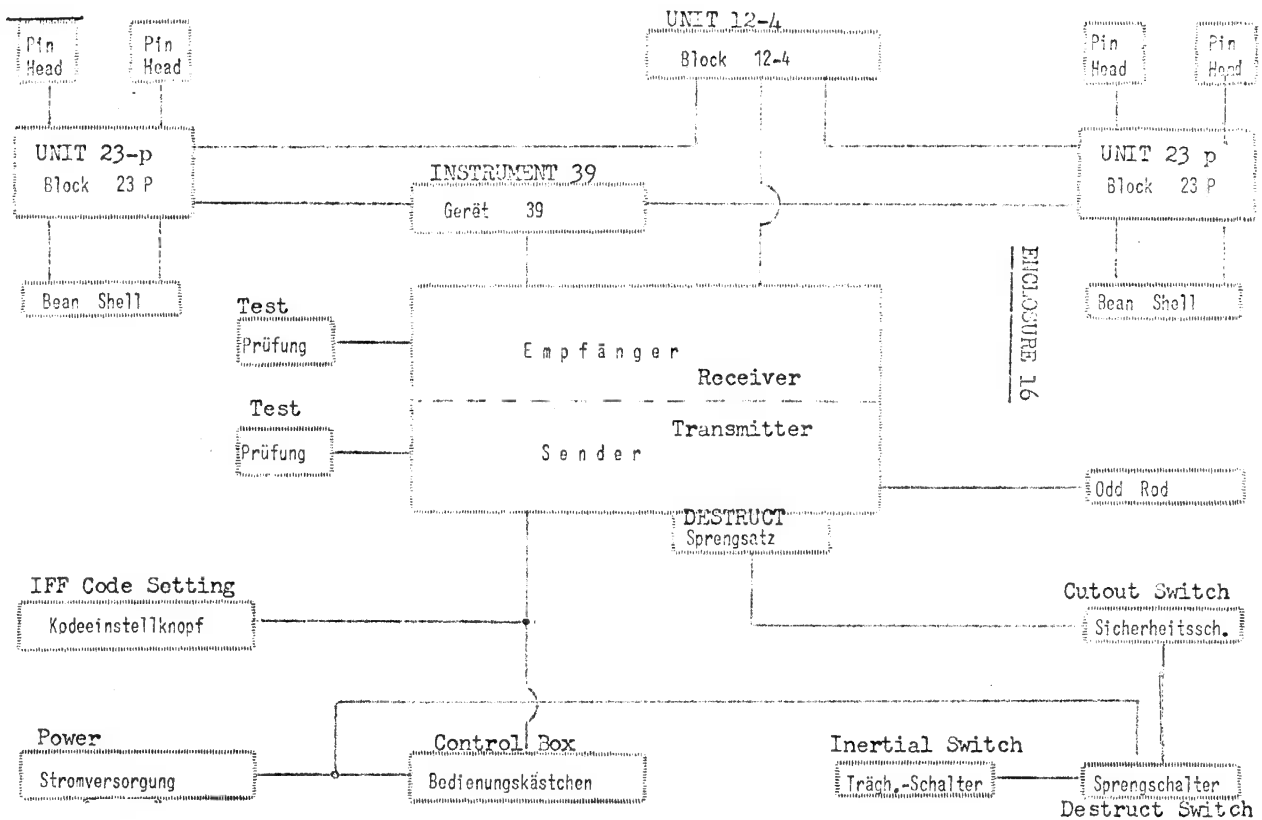 UNIT 12-4
Block 12-4
Pin
Head
Pin
Head
Pin
Head
Pin
Head
UNIT 23-p
Block 23 P
INSTRUMENT 39
Gerät 39
UNIT 23 p
Block 23 P
Bean Shell
Bean Shell
ENCLOSURE 16
Test
Prüfung
Empfänger
Receiver
Test
Prüfung
Transmitter
Sender
Odd Rod
DESTRUCT
Sprengsatz
IFF Code Setting
Kodeeinstellknopf
Cutout Switch
Sicherheitssch.
Power
Stromversorgung
Control Box
Bedienungskästchen
Inertial Switch
Trägh.-Schalter
Sprengschalter
Destruct Switch